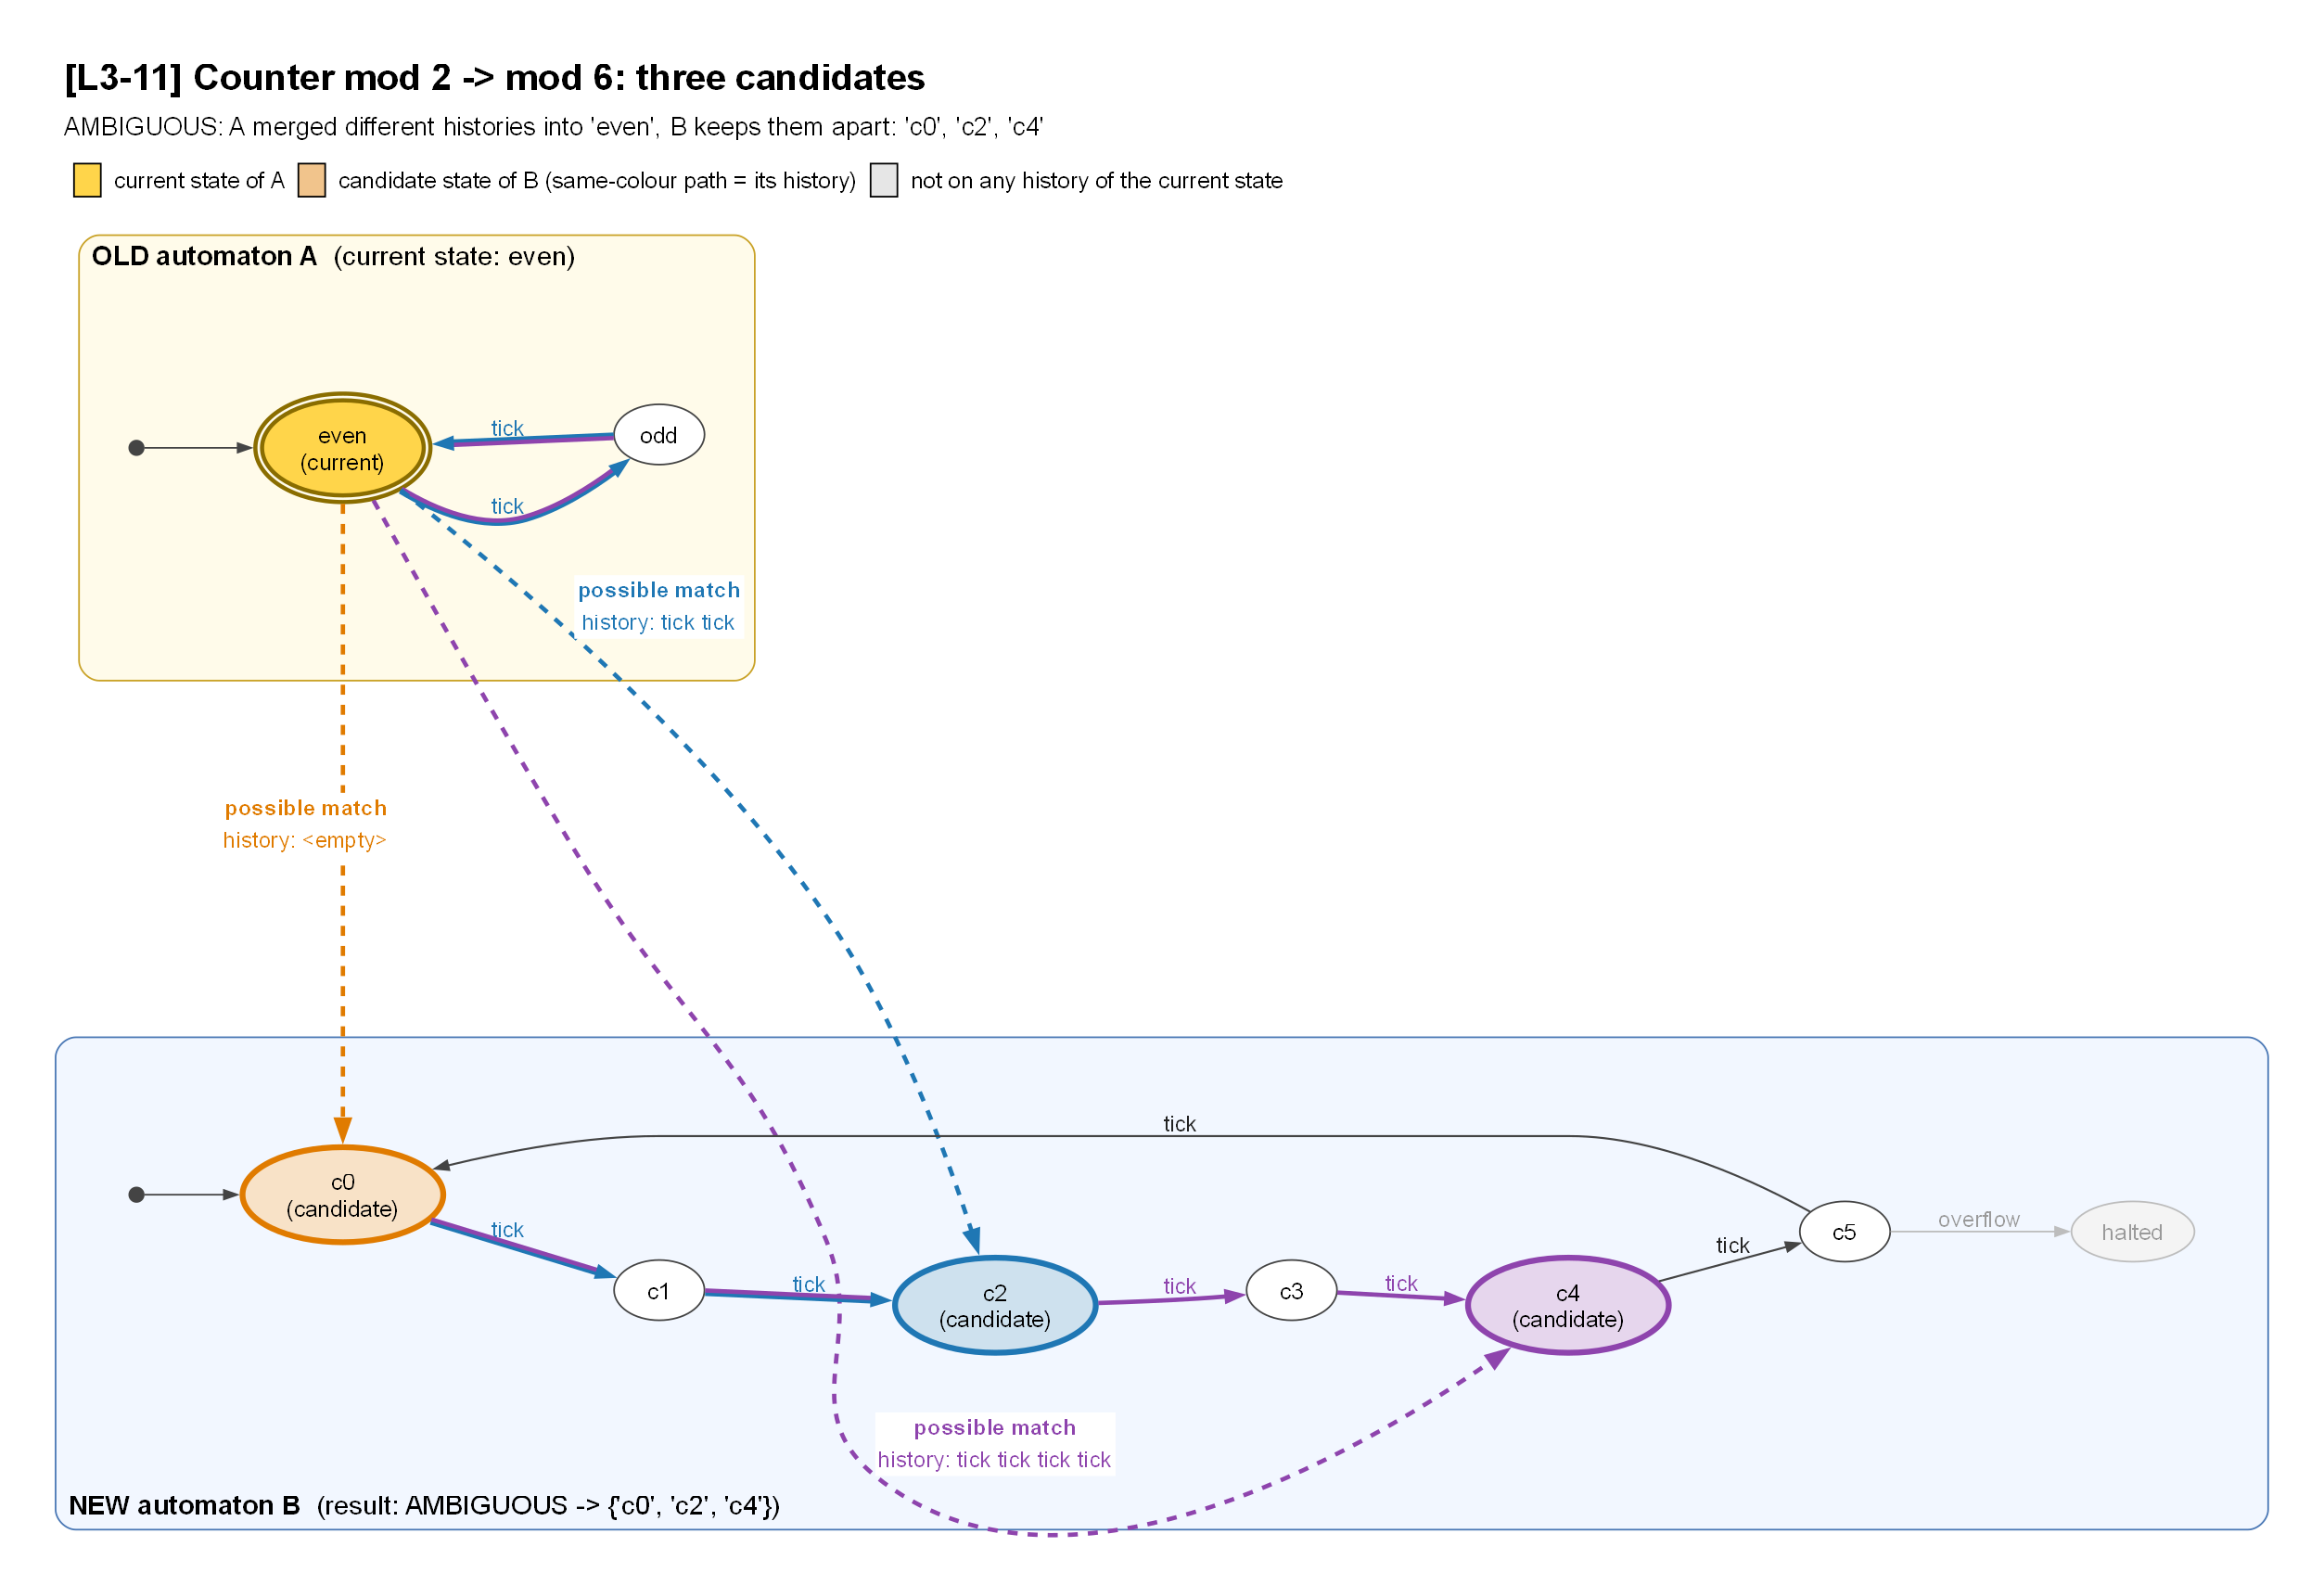 [L3-11] Counter mod 2 -> mod 6: three candidates
AMBIGUOUS: A merged different histories into 'even', B keeps them apart: 'c0', 'c2', 'c4'
current state of A
candidate state of B (same-colour path = its history)
not on any history of the current state
OLD automaton A (current state: even)
even
(current)
tick
odd
tick
possible match
history: tick tick
possible match
history: <empty>
tick
c0
(candidate)
tick
c1
tick
c2
(candidate)
tick
c3
tick
c4
(candidate)
tick
c5
overflow
halted
possible match
history: tick tick tick tick
NEW automaton B (result: AMBIGUOUS -> {'c0', 'c2', 'c4'})